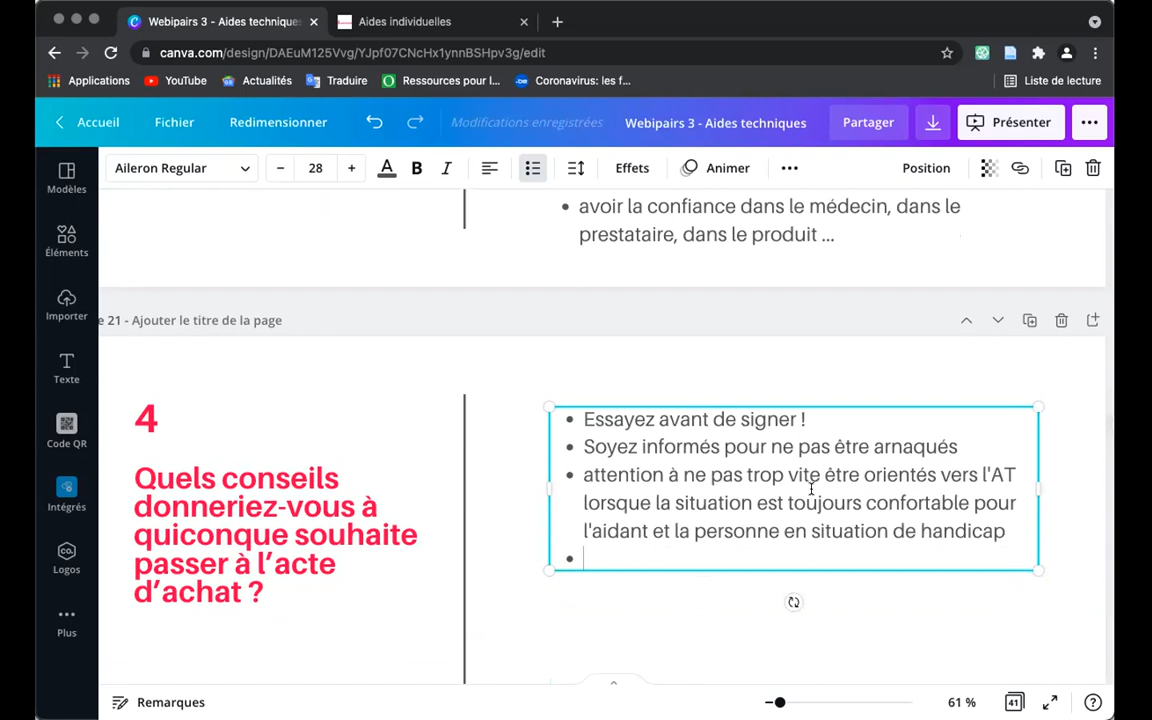 Webipairs 3 - Aides technique
Aides individuelles
canva.com/design/DAEuM125Vvg/YJpf07CNcHx1ynnBSHpv3g/edit
Applications
YouTube
Actualités
Traduire
Ressources pour l...
Coronavirus: les f...
Liste de lecture
Accueil
Fichier
Redimensionner
Modifications enregistrées
Webipairs 3 - Aides techniques
Partager
Présenter
Aileron Regular
– 28 +
A B I
Effets
Animer
Position
Modèles
Éléments
Importer
Texte
Code QR
Intégrés
CO.
Logos
Plus
• avoir la confiance dans le médecin, dans le
prestataire, dans le produit ...
e 21 - Ajouter le titre de la page
4
Quels conseils
donneriez-vous à
quiconque souhaite
passer à l’acte
d’achat ?
• Essayez avant de signer !
• Soyez informés pour ne pas être arnaqués
• attention à ne pas trop vite être orientés vers l'AT
lorsque la situation est toujours confortable pour
l'aidant et la personne en situation de handicap
•
Remarques
61 %
41